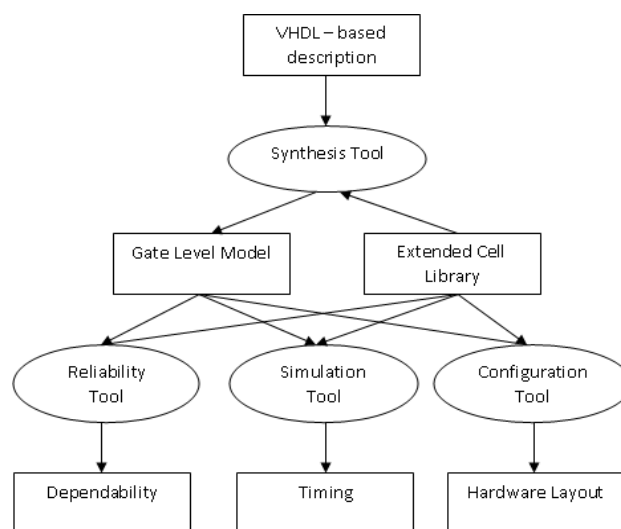 VHDL – based
description
Synthesis Tool
Gate Level Model
Extended Cell
Library
Reliability
Tool
Simulation
Tool
Configuration
Tool
Dependability
Timing
Hardware Layout